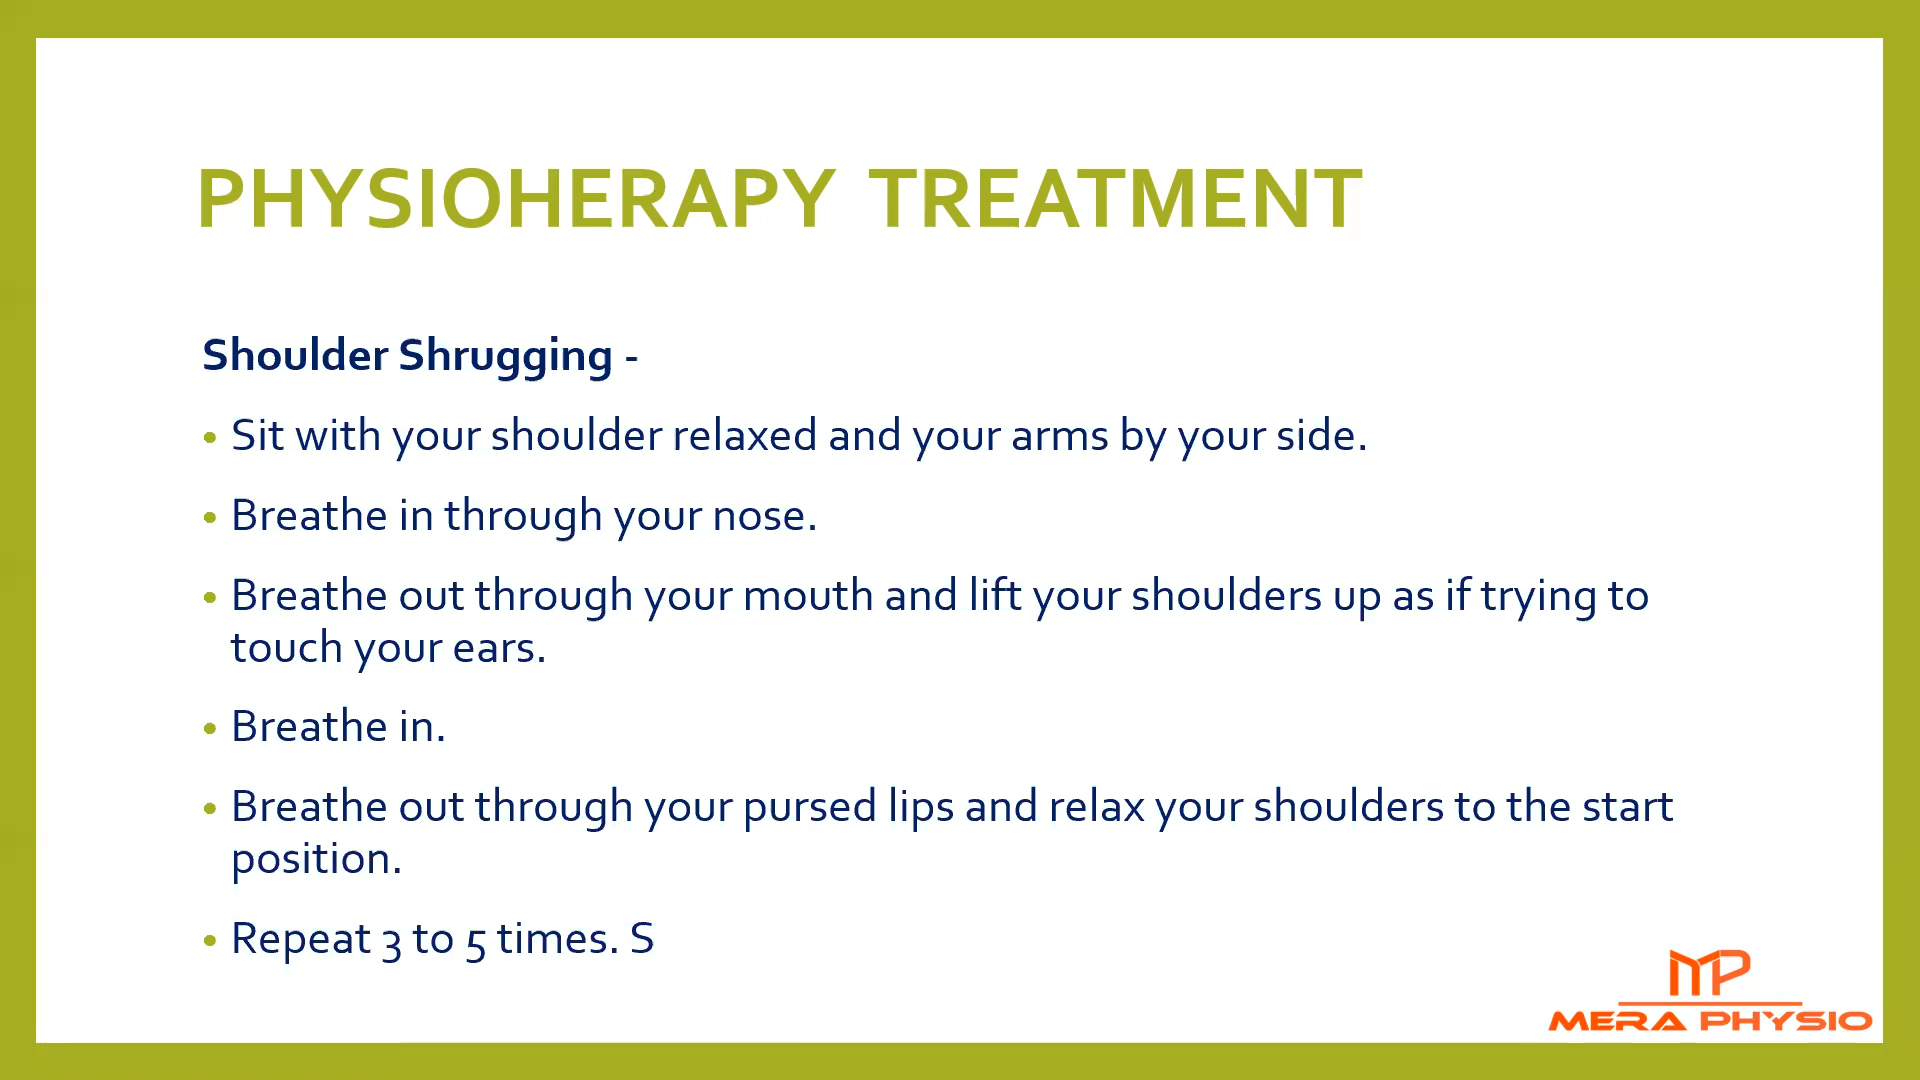 PHYSIOHERAPY TREATMENT
Shoulder Shrugging -
• Sit with your shoulder relaxed and your arms by your side.
• Breathe in through your nose.
• Breathe out through your mouth and lift your shoulders up as if trying to
touch your ears.
• Breathe in.
• Breathe out through your pursed lips and relax your shoulders to the start
position.
• Repeat 3 to 5 times. S
MP
MERA PHYSIO